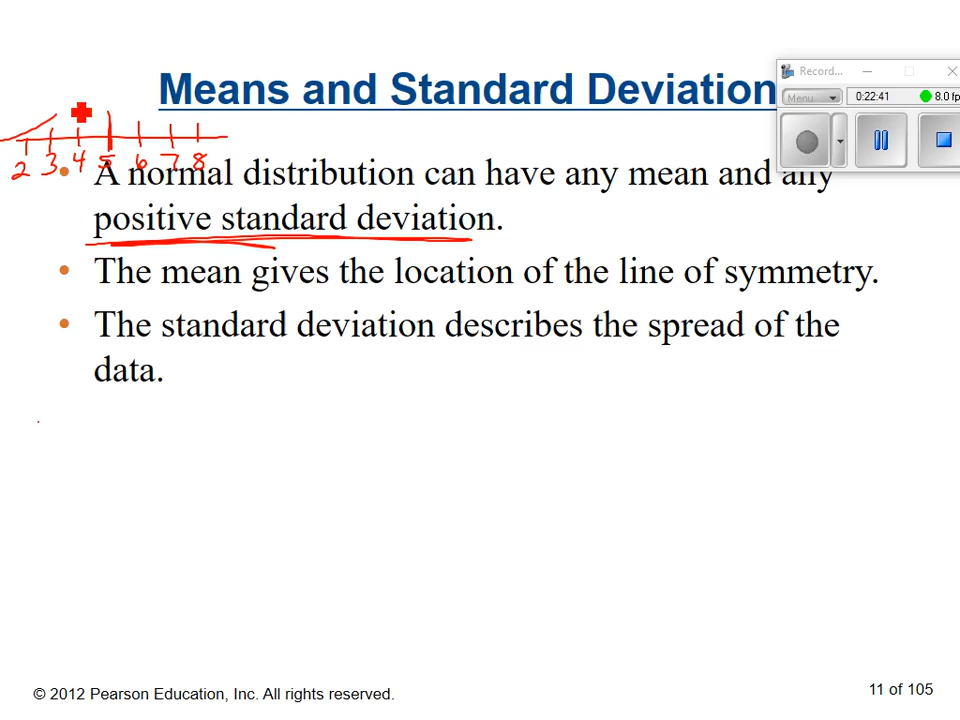 Means and Standard Deviation
Record...
Menu
0:22:41
8.0 fp
2 3 4 5 6 7 8
• A normal distribution can have any mean and any
positive standard deviation.
• The mean gives the location of the line of symmetry.
• The standard deviation describes the spread of the
data.
© 2012 Pearson Education, Inc. All rights reserved.
11 of 105